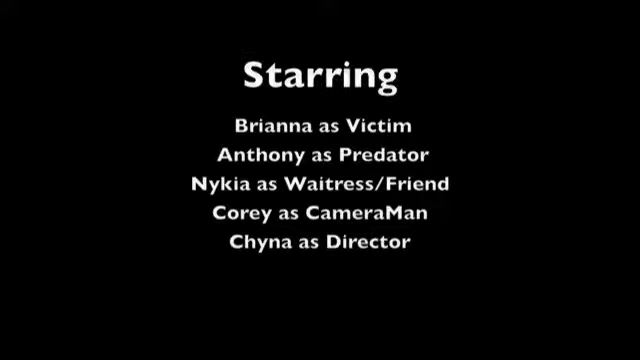 Starring
Brianna as Victim
Anthony as Predator
Nykia as Waitress/Friend
Corey as CameraMan
Chyna as Director